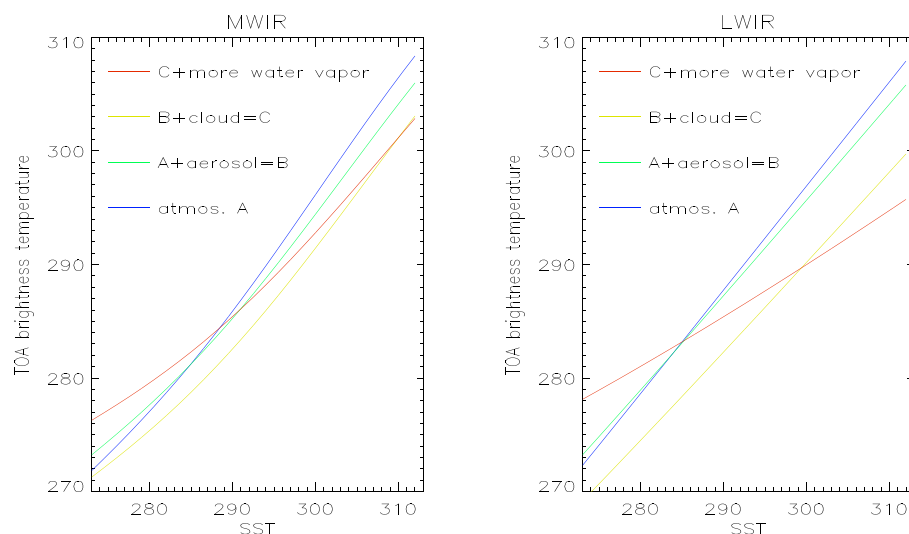 MWIR
310
300
290
280
270
TOA brightness temperature
C+more water vapor
B+cloud=C
A+aerosol=B
atmos. A
280
290
300
310
SST
LWIR
310
300
290
280
270
TOA brightness temperature
C+more water vapor
B+cloud=C
A+aerosol=B
atmos. A
280
290
300
310
SST